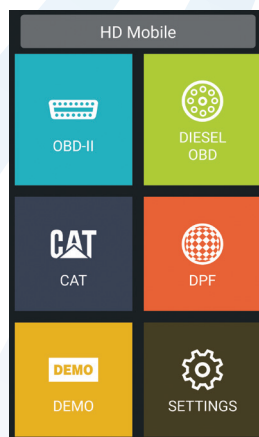 HD Mobile
OBD-II
DIESEL
OBD
CAT
CAT
DPF
DEMO
DEMO
SETTINGS